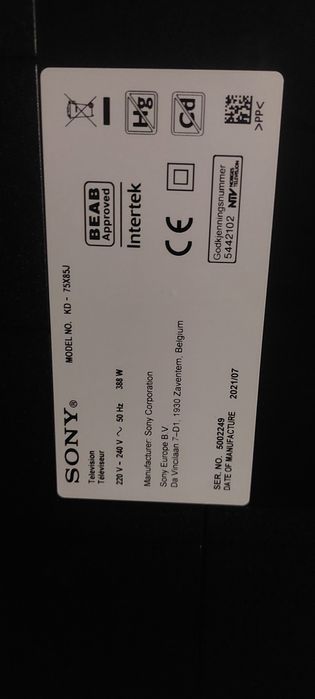 SONY® MODEL NO. KD - 75X85J
Television
Téléviseur
220 V - 240 V ~ 50 Hz 388 W
Manufacturer: Sony Corporation
Sony Europe B.V.
Da Vincilaan 7-D1, 1930 Zaventem, Belgium
SER. NO. 5002249
DATE OF MANUFACTURE 2021/07
BEAB
Approved
Intertek
CE
Godkjenningsnummer
5442102 NTV NORGES TELEVISJON
Hg
Cd
>PP<